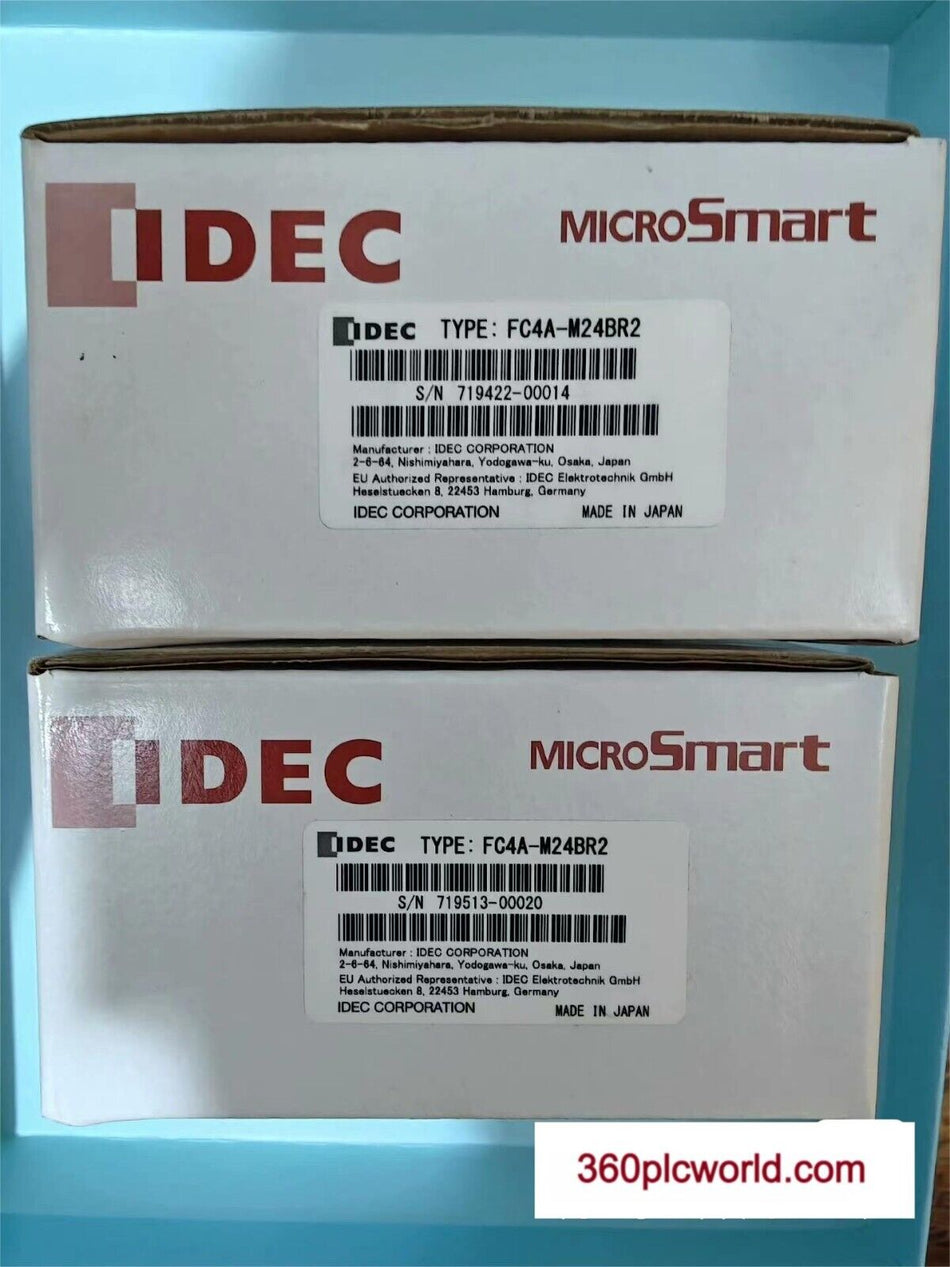 IDEC
MICROSmart
IDEC TYPE: FC4A-M24BR2
S/N 719422-00014
Manufacturer : IDEC CORPORATION
2-6-64, Nishimiyahara, Yodogawa-ku, Osaka, Japan
EU Authorized Representative : IDEC Elektrotechnik GmbH
Heselstuecken 8, 22453 Hamburg, Germany
IDEC CORPORATION MADE IN JAPAN
IDEC
MICROSmart
IDEC TYPE: FC4A-M24BR2
S/N 719513-00020
Manufacturer : IDEC CORPORATION
2-6-64, Nishimiyahara, Yodogawa-ku, Osaka, Japan
EU Authorized Representative : IDEC Elektrotechnik GmbH
Heselstuecken 8, 22453 Hamburg, Germany
IDEC CORPORATION MADE IN JAPAN
360plcworld.com